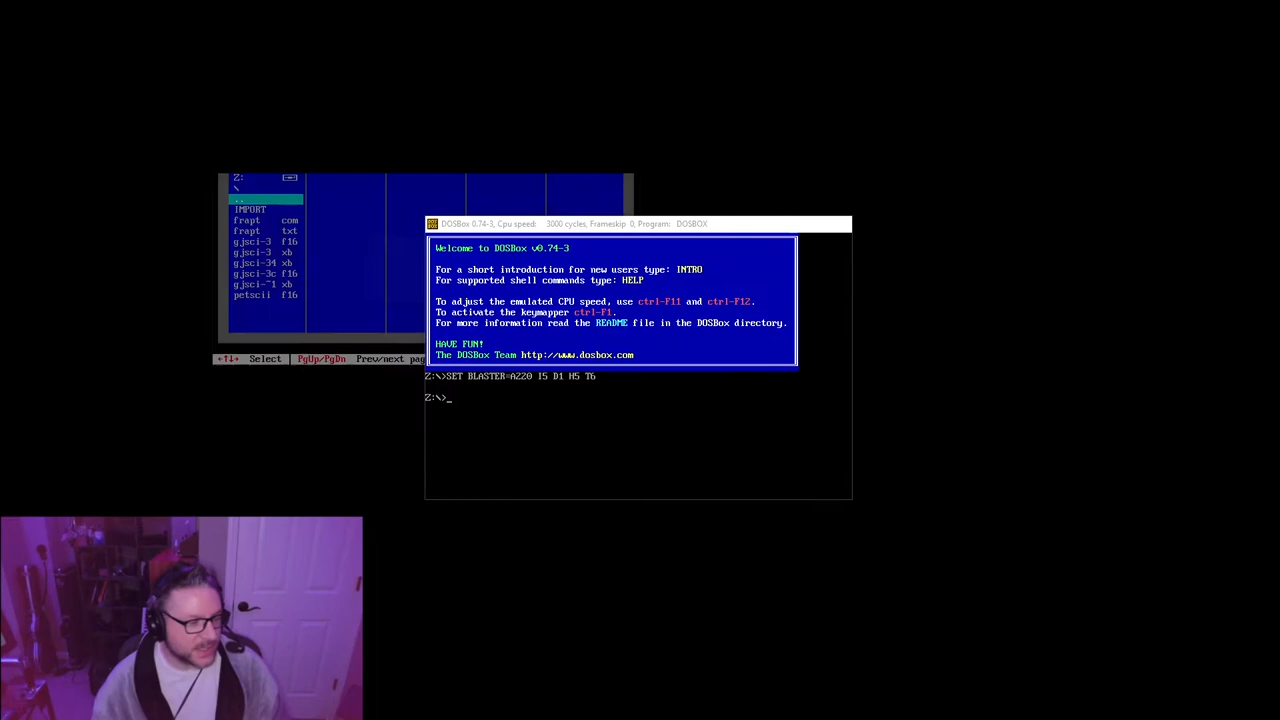 Z:
\
..
IMPORT
frapt com
frapt txt
gjsci-3 f16
gjsci-3 xb
gjsci-34 xb
gjsci-3c f16
gjsci-~1 xb
petscii f16
←↑↓→ Select PgUp/PgDn Prev/next pag
DOSBox 0.74-3, Cpu speed: 3000 cycles, Frameskip 0, Program: DOSBOX
Welcome to DOSBox v0.74-3
For a short introduction for new users type: INTRO
For supported shell commands type: HELP
To adjust the emulated CPU speed, use ctrl-F11 and ctrl-F12.
To activate the keymapper ctrl-F1.
For more information read the README file in the DOSBox directory.
HAVE FUN!
The DOSBox Team http://www.dosbox.com
Z:\>SET BLASTER=A220 I5 D1 H5 T6
Z:\>_